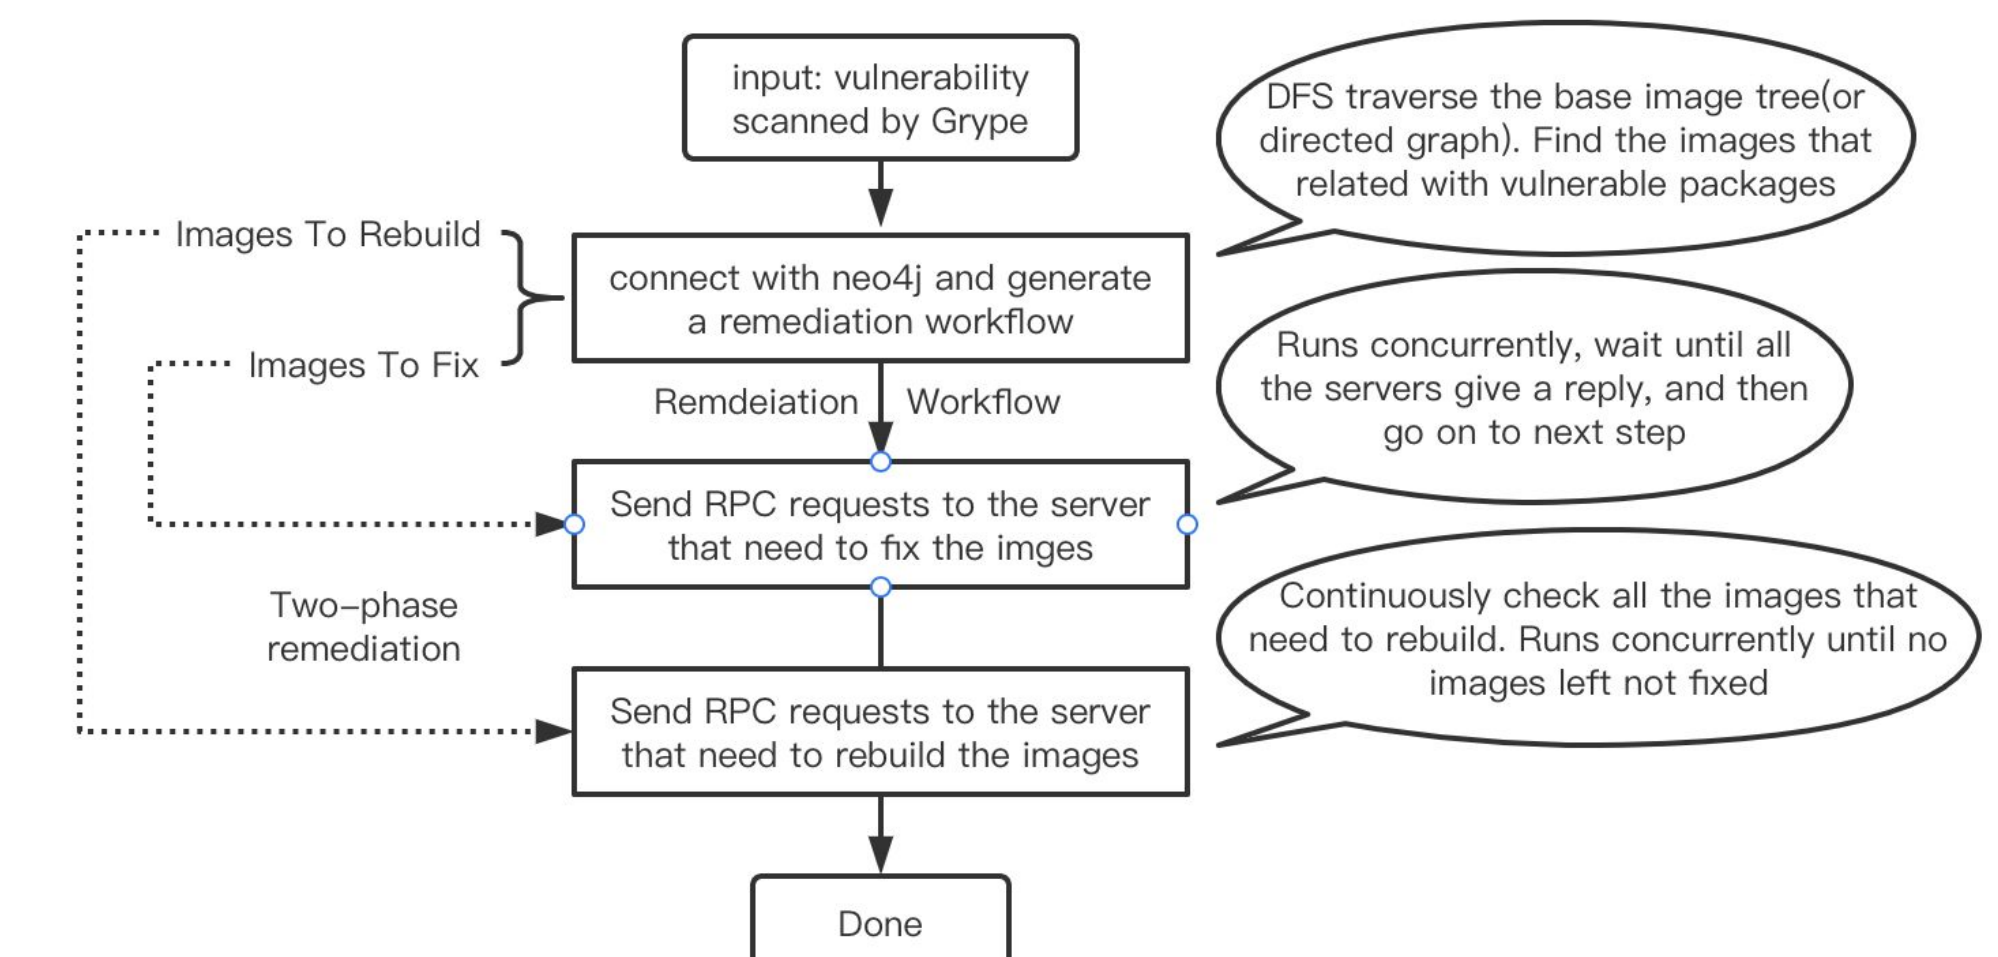 input: vulnerability
scanned by Grype
DFS traverse the base image tree(or
directed graph). Find the images that
related with vulnerable packages
Images To Rebuild
connect with neo4j and generate
a remediation workflow
Images To Fix
Remdeiation Workflow
Runs concurrently, wait until all
the servers give a reply, and then
go on to next step
Send RPC requests to the server
that need to fix the imges
Two-phase
remediation
Continuously check all the images that
need to rebuild. Runs concurrently until no
images left not fixed
Send RPC requests to the server
that need to rebuild the images
Done